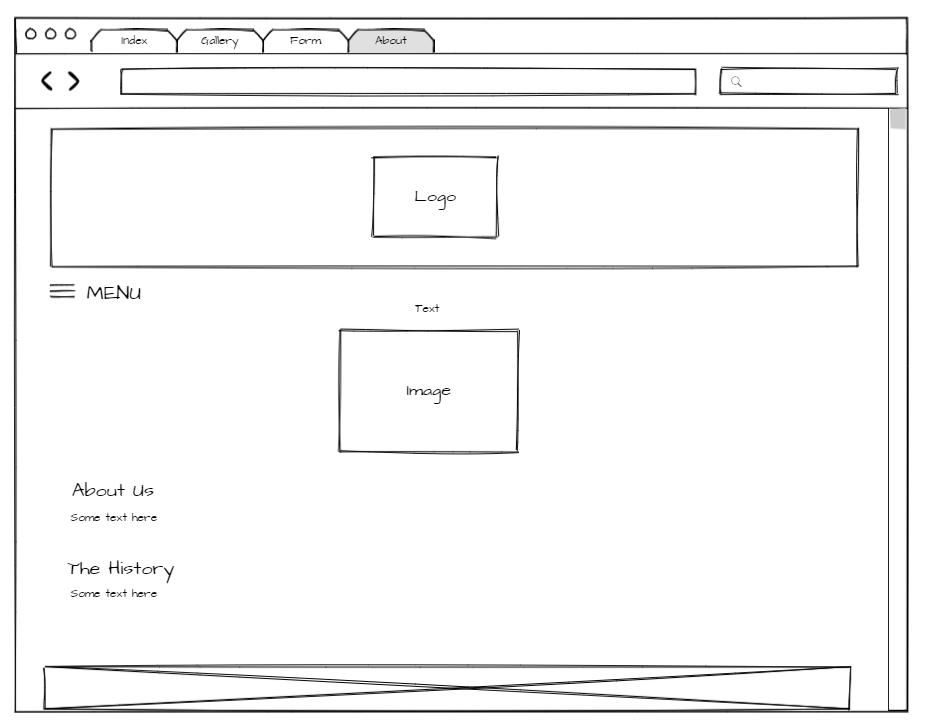 Index
Gallery
Form
About
Logo
MENU
Text
Image
About Us
Some text here
The History
Some text here